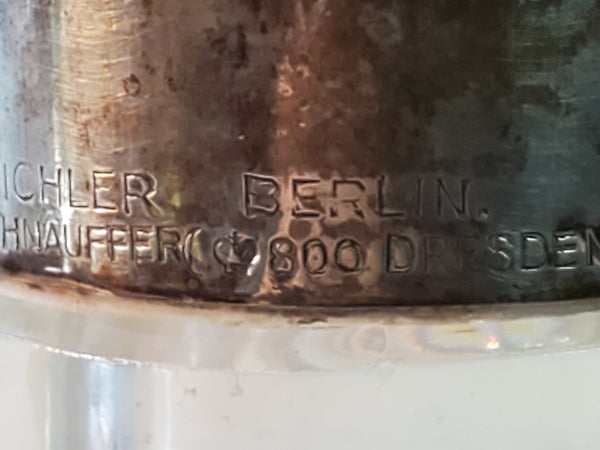 ICHLER BERLIN.
HNAUFFER 800 DRESDEN